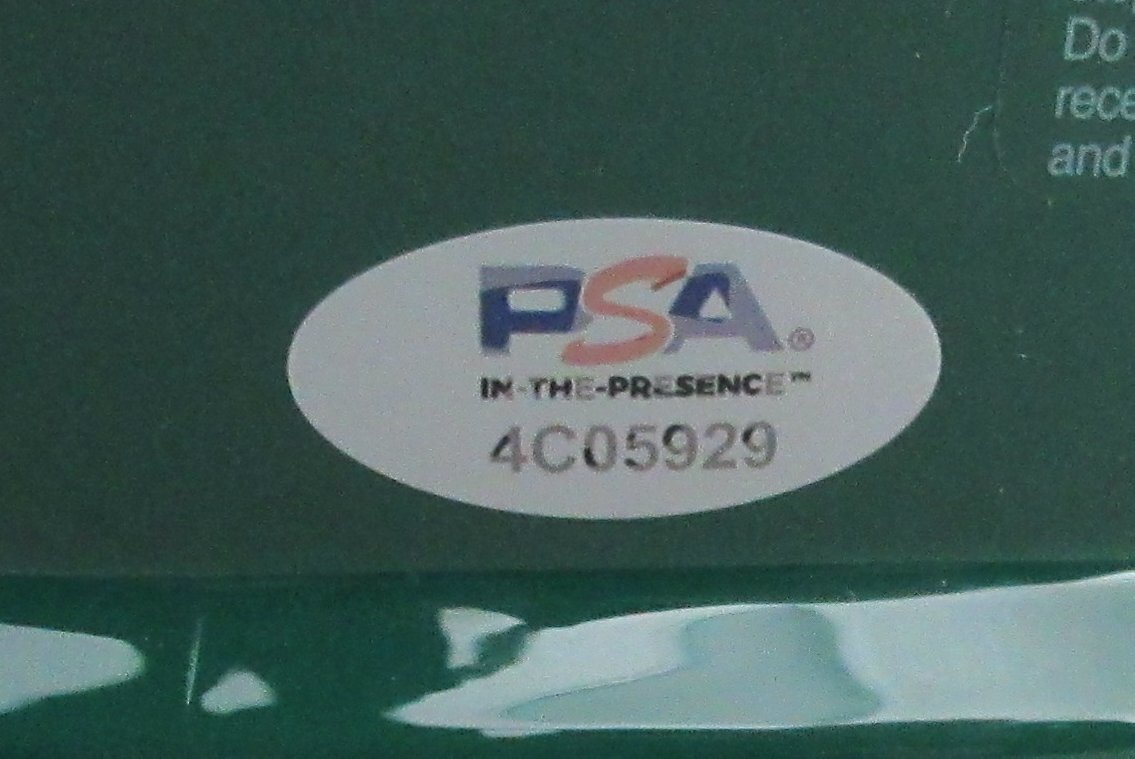 Do
rece
and
PSA®
IN-THE-PRESENCE™
4C05929